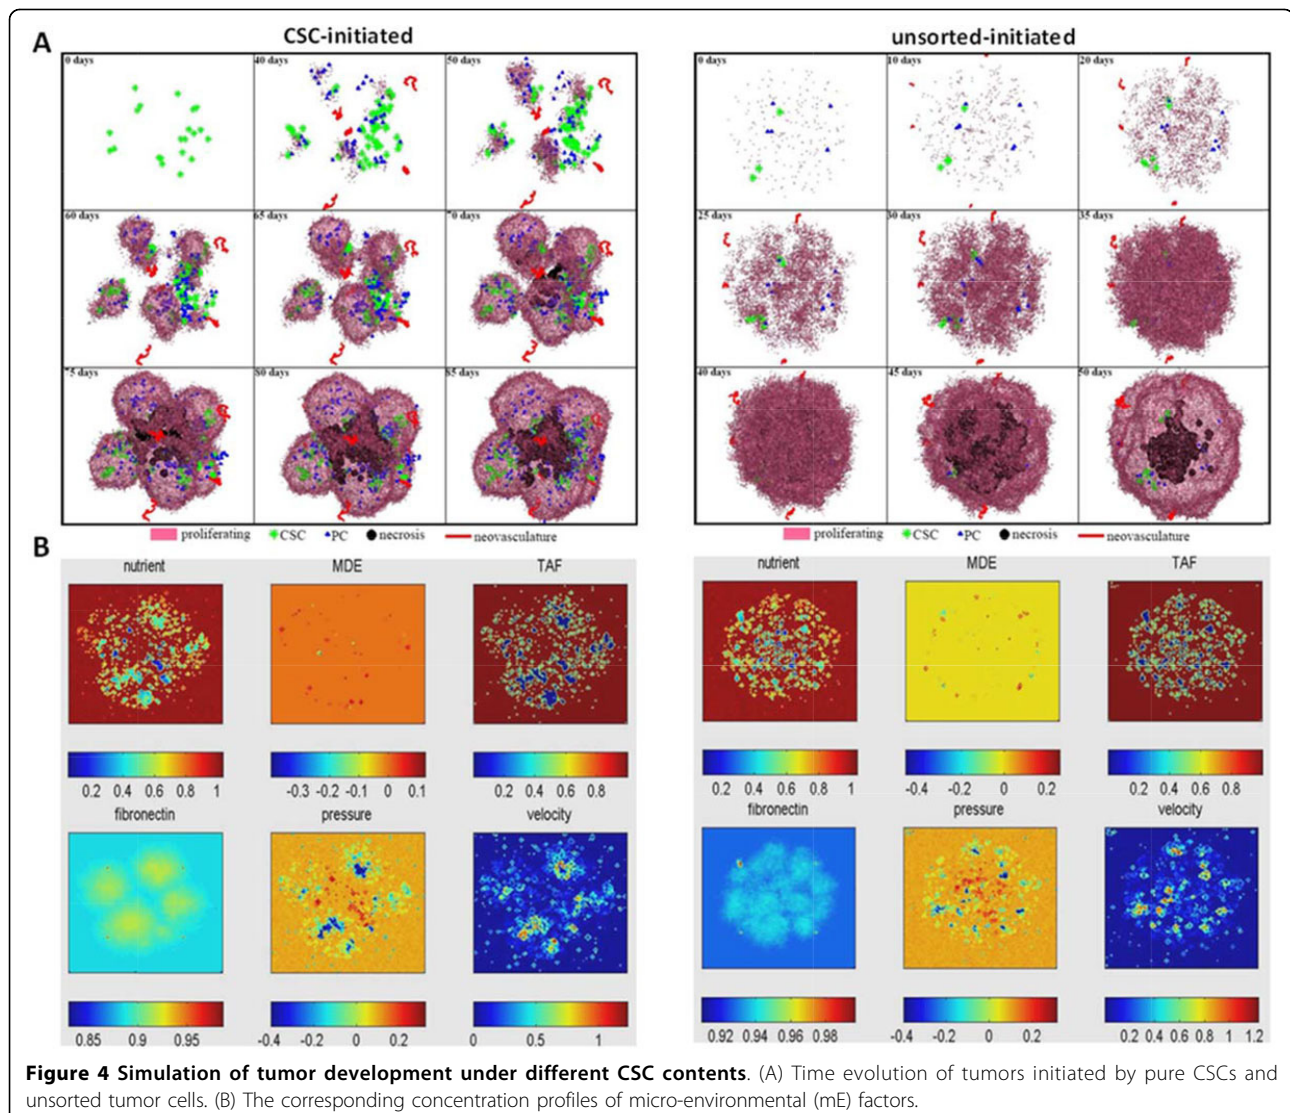 A
CSC-initiated
unsorted-initiated
0 days
40 days
50 days
60 days
65 days
70 days
75 days
80 days
85 days
0 days
10 days
20 days
25 days
30 days
35 days
40 days
45 days
50 days
proliferating CSC PC necrosis neovasculature
proliferating CSC PC necrosis neovasculature
B
nutrient MDE TAF
0.2 0.4 0.6 0.8 1
-0.3 -0.2 -0.1 0 0.1
0.2 0.4 0.6 0.8
fibronectin pressure velocity
0.85 0.9 0.95
-0.4 -0.2 0 0.2
0 0.5 1
nutrient MDE TAF
0.2 0.4 0.6 0.8 1
-0.4 -0.2 0 0.2
0.2 0.4 0.6 0.8
fibronectin pressure velocity
0.92 0.94 0.96 0.98
-0.4 -0.2 0 0.2
0.2 0.4 0.6 0.8 1 1.2
Figure 4 Simulation of tumor development under different CSC contents. (A) Time evolution of tumors initiated by pure CSCs and
unsorted tumor cells. (B) The corresponding concentration profiles of micro-environmental (mE) factors.